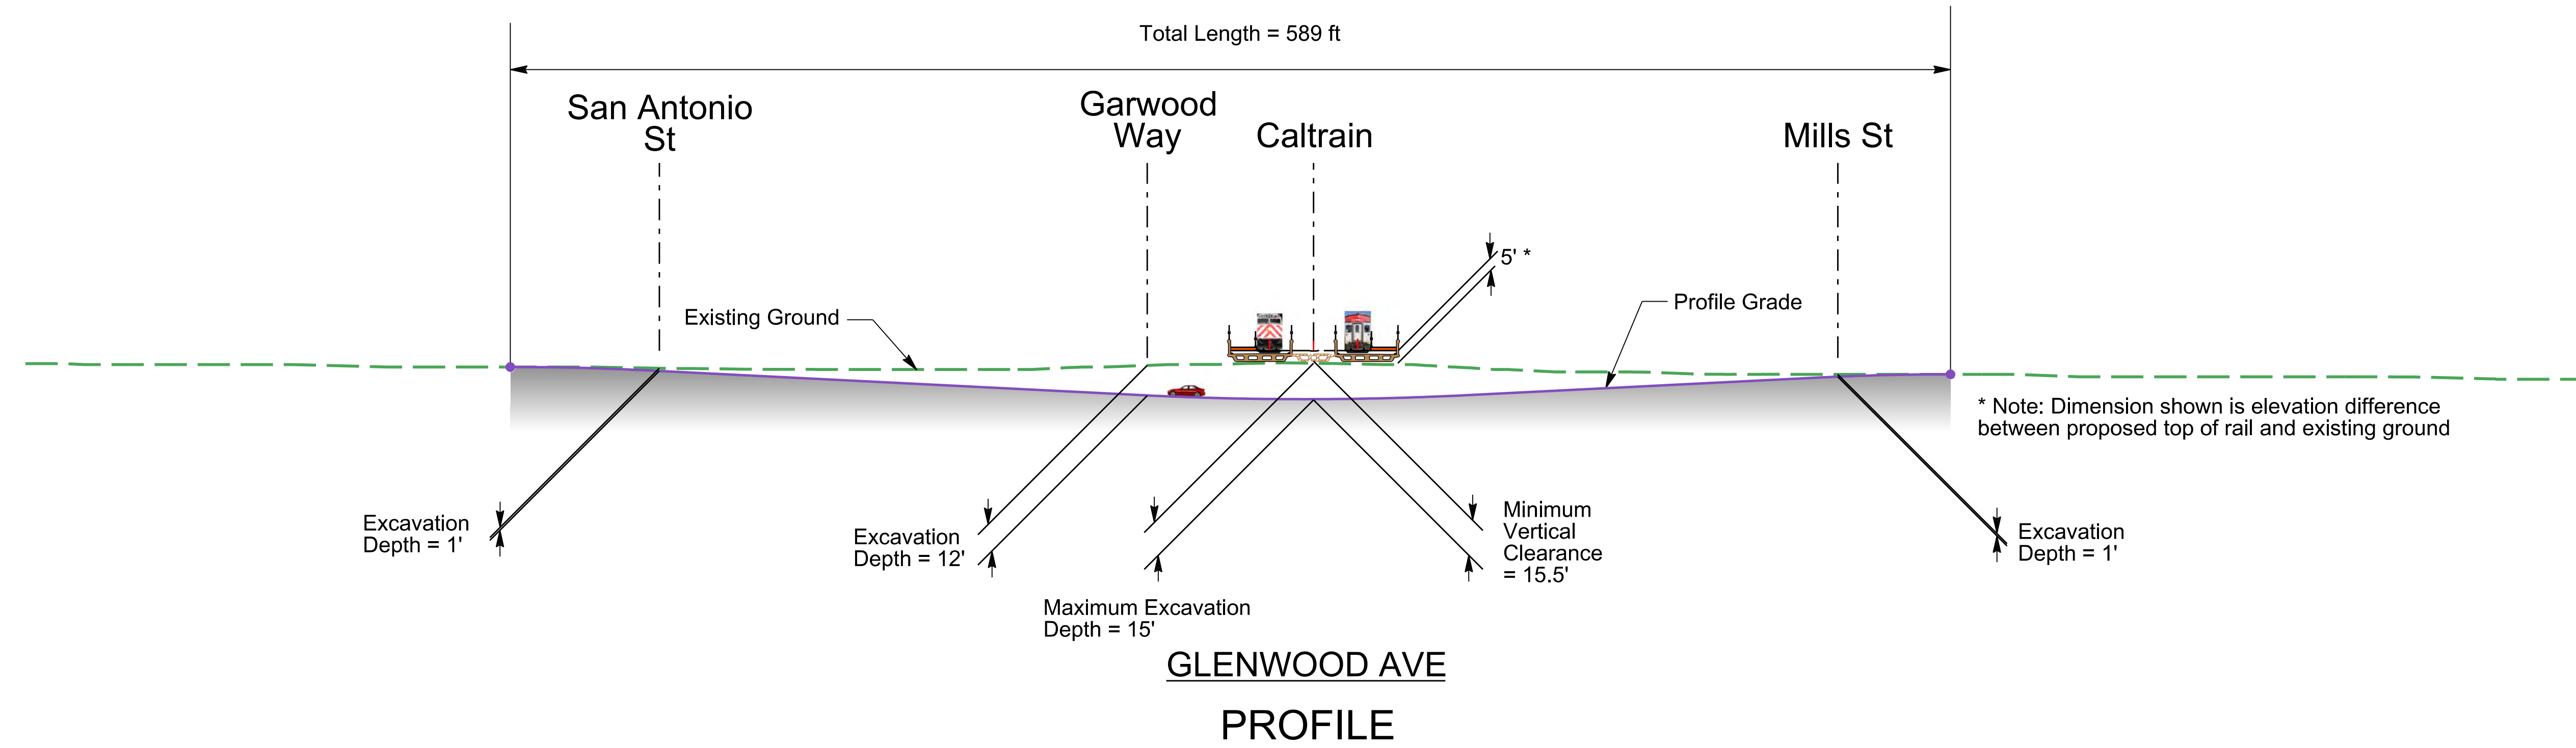 Total Length = 589 ft
San Antonio
St
Garwood
Way
Caltrain
Mills St
5' *
Existing Ground
Profile Grade
* Note: Dimension shown is elevation difference
between proposed top of rail and existing ground
Excavation
Depth = 1'
Excavation
Depth = 12'
Maximum Excavation
Depth = 15'
Minimum
Vertical
Clearance
= 15.5'
Excavation
Depth = 1'
GLENWOOD AVE
PROFILE